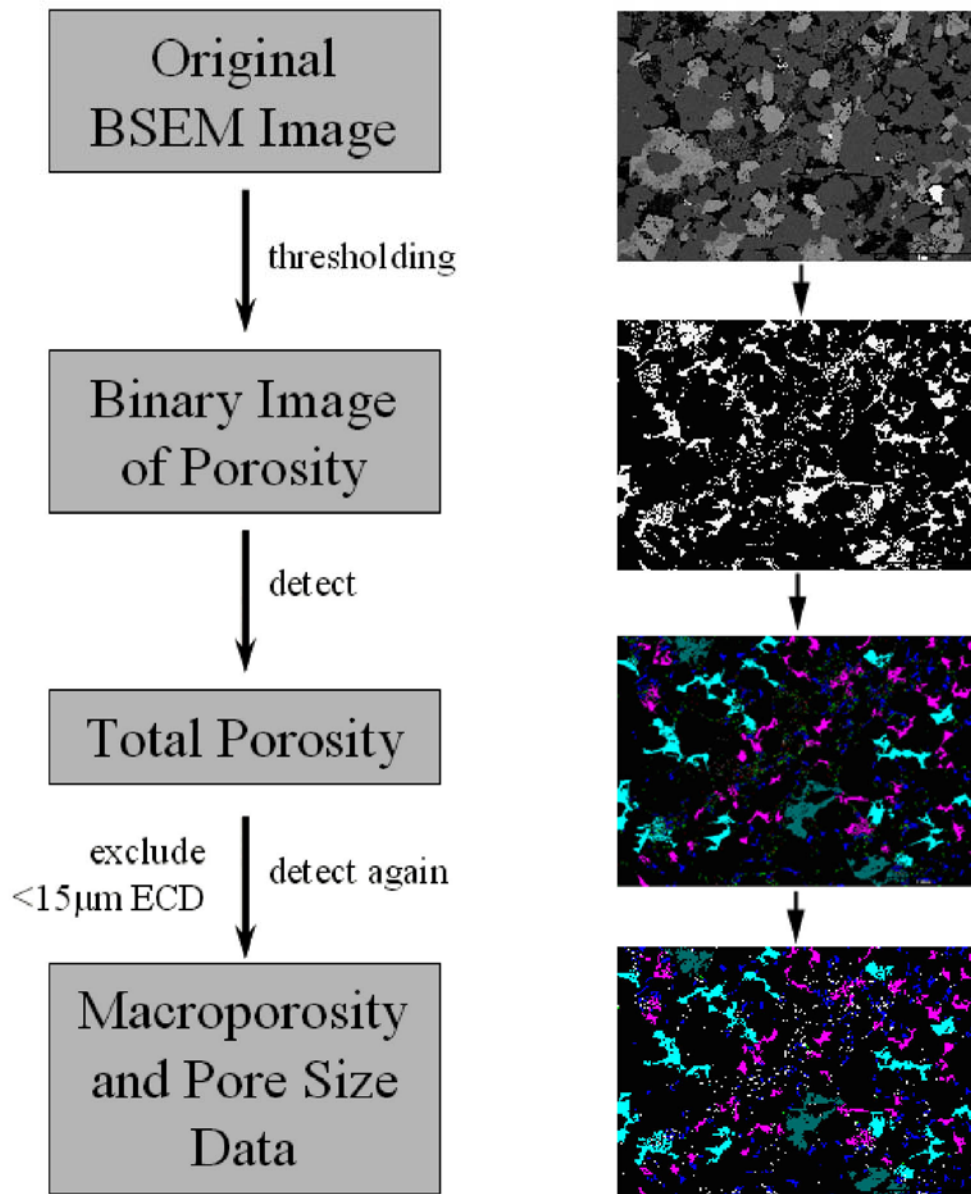 Original
BSEM Image
thresholding
Binary Image
of Porosity
detect
Total Porosity
exclude
<15µm ECD
detect again
Macroporosity
and Pore Size
Data